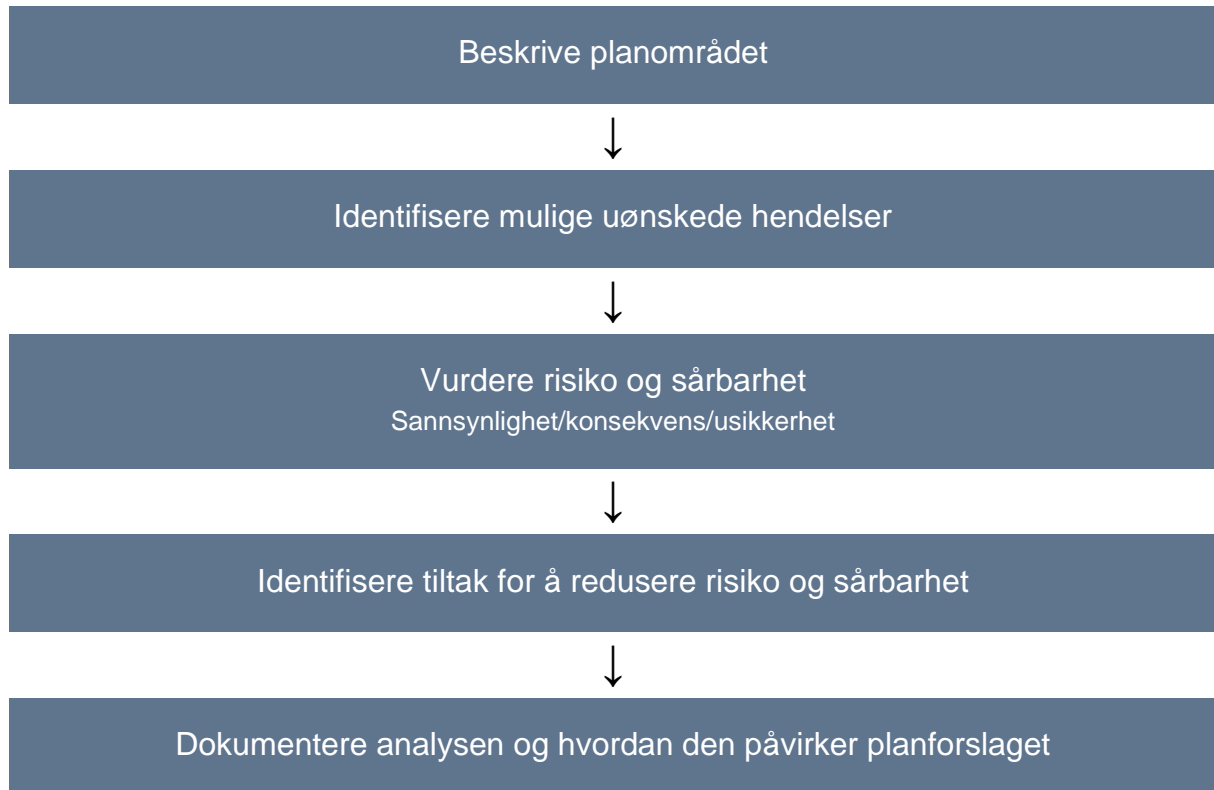 Beskrive planområdet
↓
Identifisere mulige uønskede hendelser
↓
Vurdere risiko og sårbarhet
Sannsynlighet/konsekvens/usikkerhet
↓
Identifisere tiltak for å redusere risiko og sårbarhet
↓
Dokumentere analysen og hvordan den påvirker planforslaget